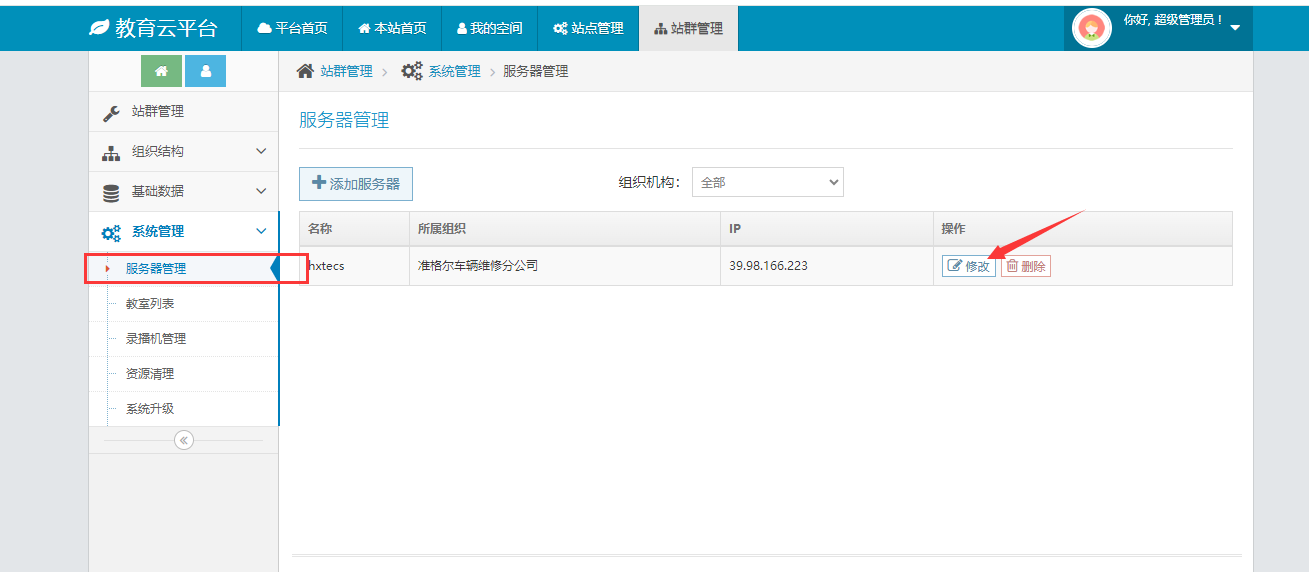 教育云平台
平台首页
本站首页
我的空间
站点管理
站群管理
你好, 超级管理员！
站群管理
系统管理
服务器管理
站群管理
组织结构
基础数据
系统管理
服务器管理
教室列表
录播机管理
资源清理
系统升级
服务器管理
添加服务器
组织机构：
全部
名称
所属组织
IP
操作
hxtecs
准格尔车辆维修分公司
39.98.166.223
修改
删除